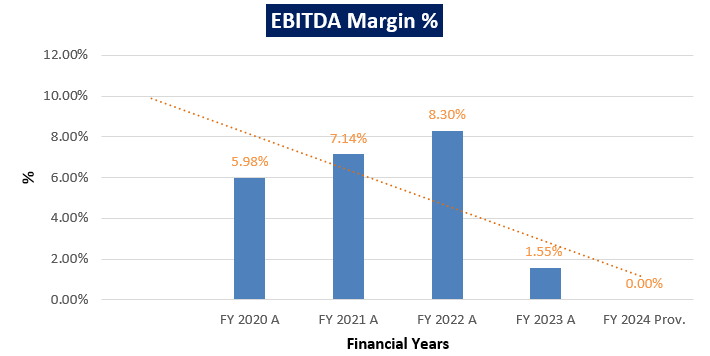 EBITDA Margin %
12.00%
10.00%
8.00%
6.00%
4.00%
2.00%
0.00%
%
5.98%
7.14%
8.30%
1.55%
0.00%
FY 2020 A
FY 2021 A
FY 2022 A
FY 2023 A
FY 2024 Prov.
Financial Years